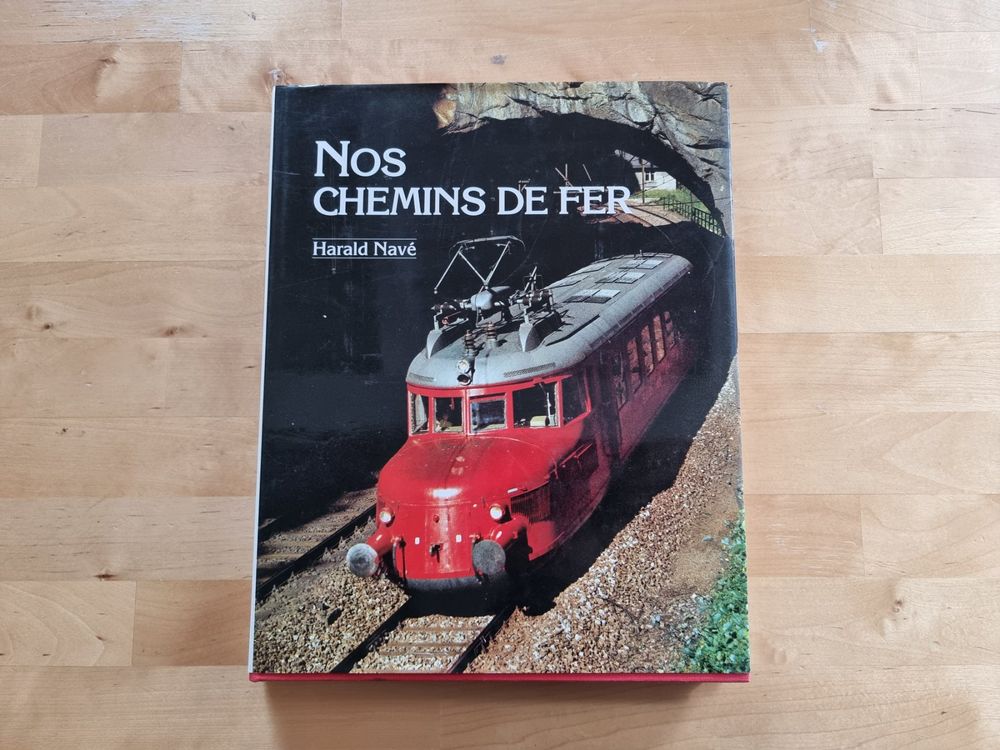 Nos
CHEMINS DE FER
Harald Navé